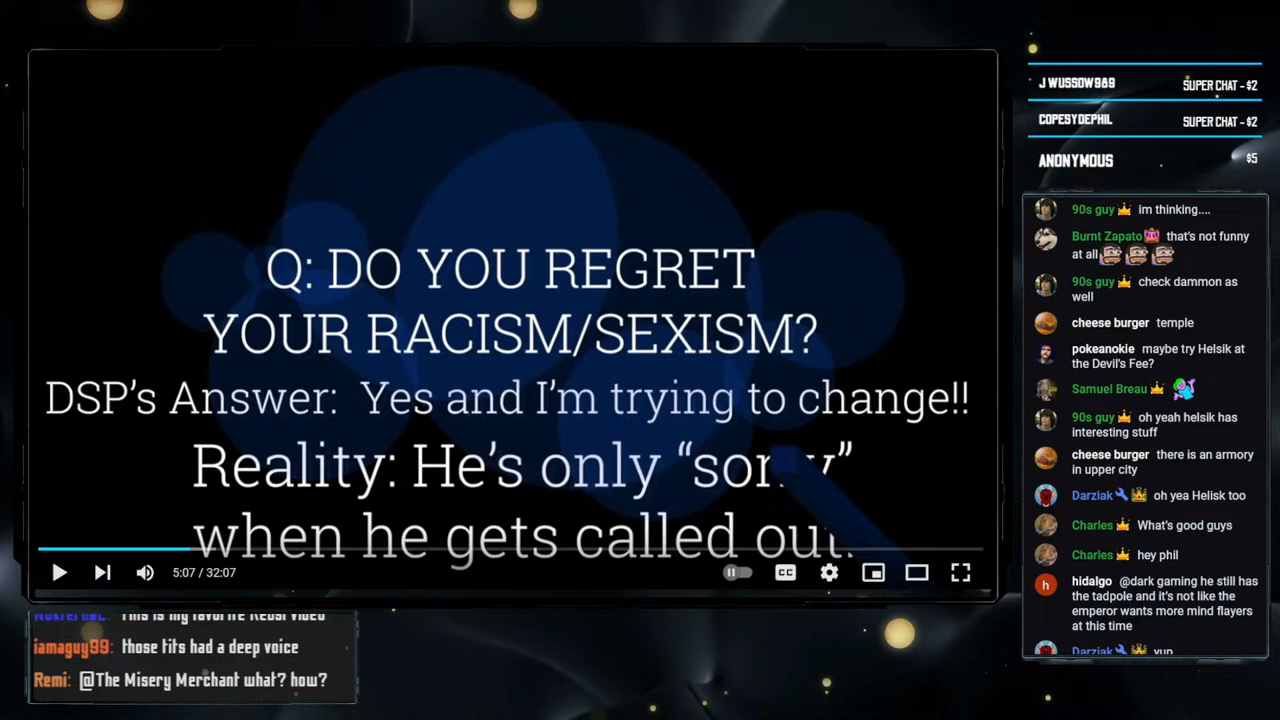 Q: DO YOU REGRET
YOUR RACISM/SEXISM?
DSP's Answer: Yes and I'm trying to change!!
Reality: He's only “sorry”
when he gets called out.
5:07 / 32:07
CC
This is my favorite
iamaguy99: those tits had a deep voice
Remi: @The Misery Merchant what? how?
J WUSSOW989 SUPER CHAT - $2
COPESYDEPHIL SUPER CHAT - $2
ANONYMOUS $5
90s guy im thinking....
Burnt Zapato that's not funny
at all
90s guy check dammon as
well
cheese burger temple
pokeanokie maybe try Helsik at
the Devil's Fee?
Samuel Breau
90s guy oh yeah helsik has
interesting stuff
cheese burger there is an armory
in upper city
Darziak oh yea Helisk too
Charles What's good guys
Charles hey phil
h
hidalgo @dark gaming he still has
the tadpole and it's not like the
emperor wants more mind flayers
at this time
Darziak yup